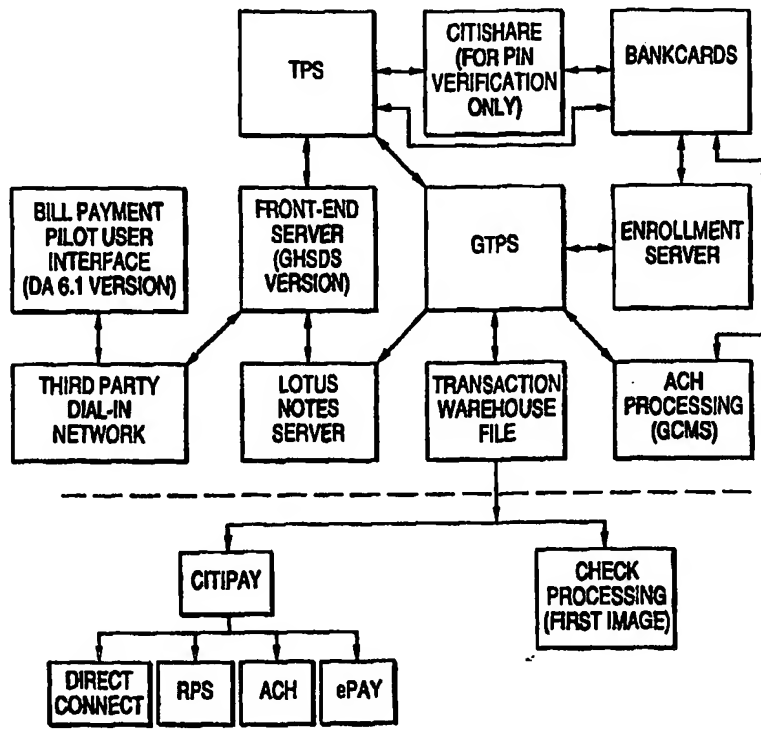 TPS
CITISHARE
(FOR PIN
VERIFICATION
ONLY)
BANKCARDS
BILL PAYMENT
PILOT USER
INTERFACE
(DA 6.1 VERSION)
FRONT-END
SERVER
(GHSDS
VERSION)
GTPS
ENROLLMENT
SERVER
THIRD PARTY
DIAL-IN
NETWORK
LOTUS
NOTES
SERVER
TRANSACTION
WAREHOUSE
FILE
ACH
PROCESSING
(GCMS)
CITIPAY
CHECK
PROCESSING
(FIRST IMAGE)
DIRECT
CONNECT
RPS
ACH
ePAY